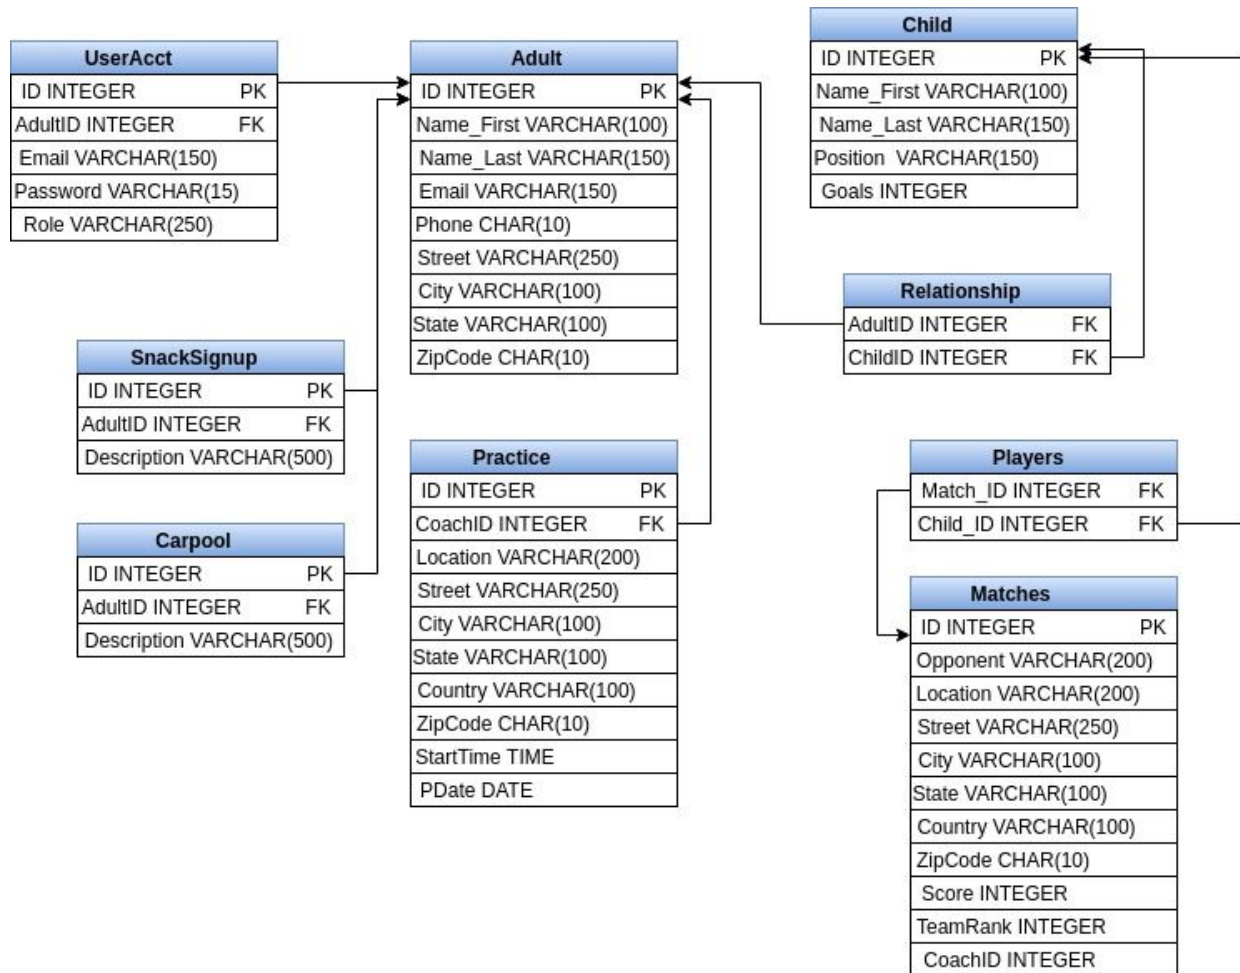 UserAcct
ID INTEGER PK
AdultID INTEGER FK
Email VARCHAR(150)
Password VARCHAR(15)
Role VARCHAR(250)
Adult
ID INTEGER PK
Name_First VARCHAR(100)
Name_Last VARCHAR(150)
Email VARCHAR(150)
Phone CHAR(10)
Street VARCHAR(250)
City VARCHAR(100)
State VARCHAR(100)
ZipCode CHAR(10)
Child
ID INTEGER PK
Name_First VARCHAR(100)
Name_Last VARCHAR(150)
Position VARCHAR(150)
Goals INTEGER
Relationship
AdultID INTEGER FK
ChildID INTEGER FK
SnackSignup
ID INTEGER PK
AdultID INTEGER FK
Description VARCHAR(500)
Carpool
ID INTEGER PK
AdultID INTEGER FK
Description VARCHAR(500)
Practice
ID INTEGER PK
CoachID INTEGER FK
Location VARCHAR(200)
Street VARCHAR(250)
City VARCHAR(100)
State VARCHAR(100)
Country VARCHAR(100)
ZipCode CHAR(10)
StartTime TIME
PDate DATE
Players
Match_ID INTEGER FK
Child_ID INTEGER FK
Matches
ID INTEGER PK
Opponent VARCHAR(200)
Location VARCHAR(200)
Street VARCHAR(250)
City VARCHAR(100)
State VARCHAR(100)
Country VARCHAR(100)
ZipCode CHAR(10)
Score INTEGER
TeamRank INTEGER
CoachID INTEGER